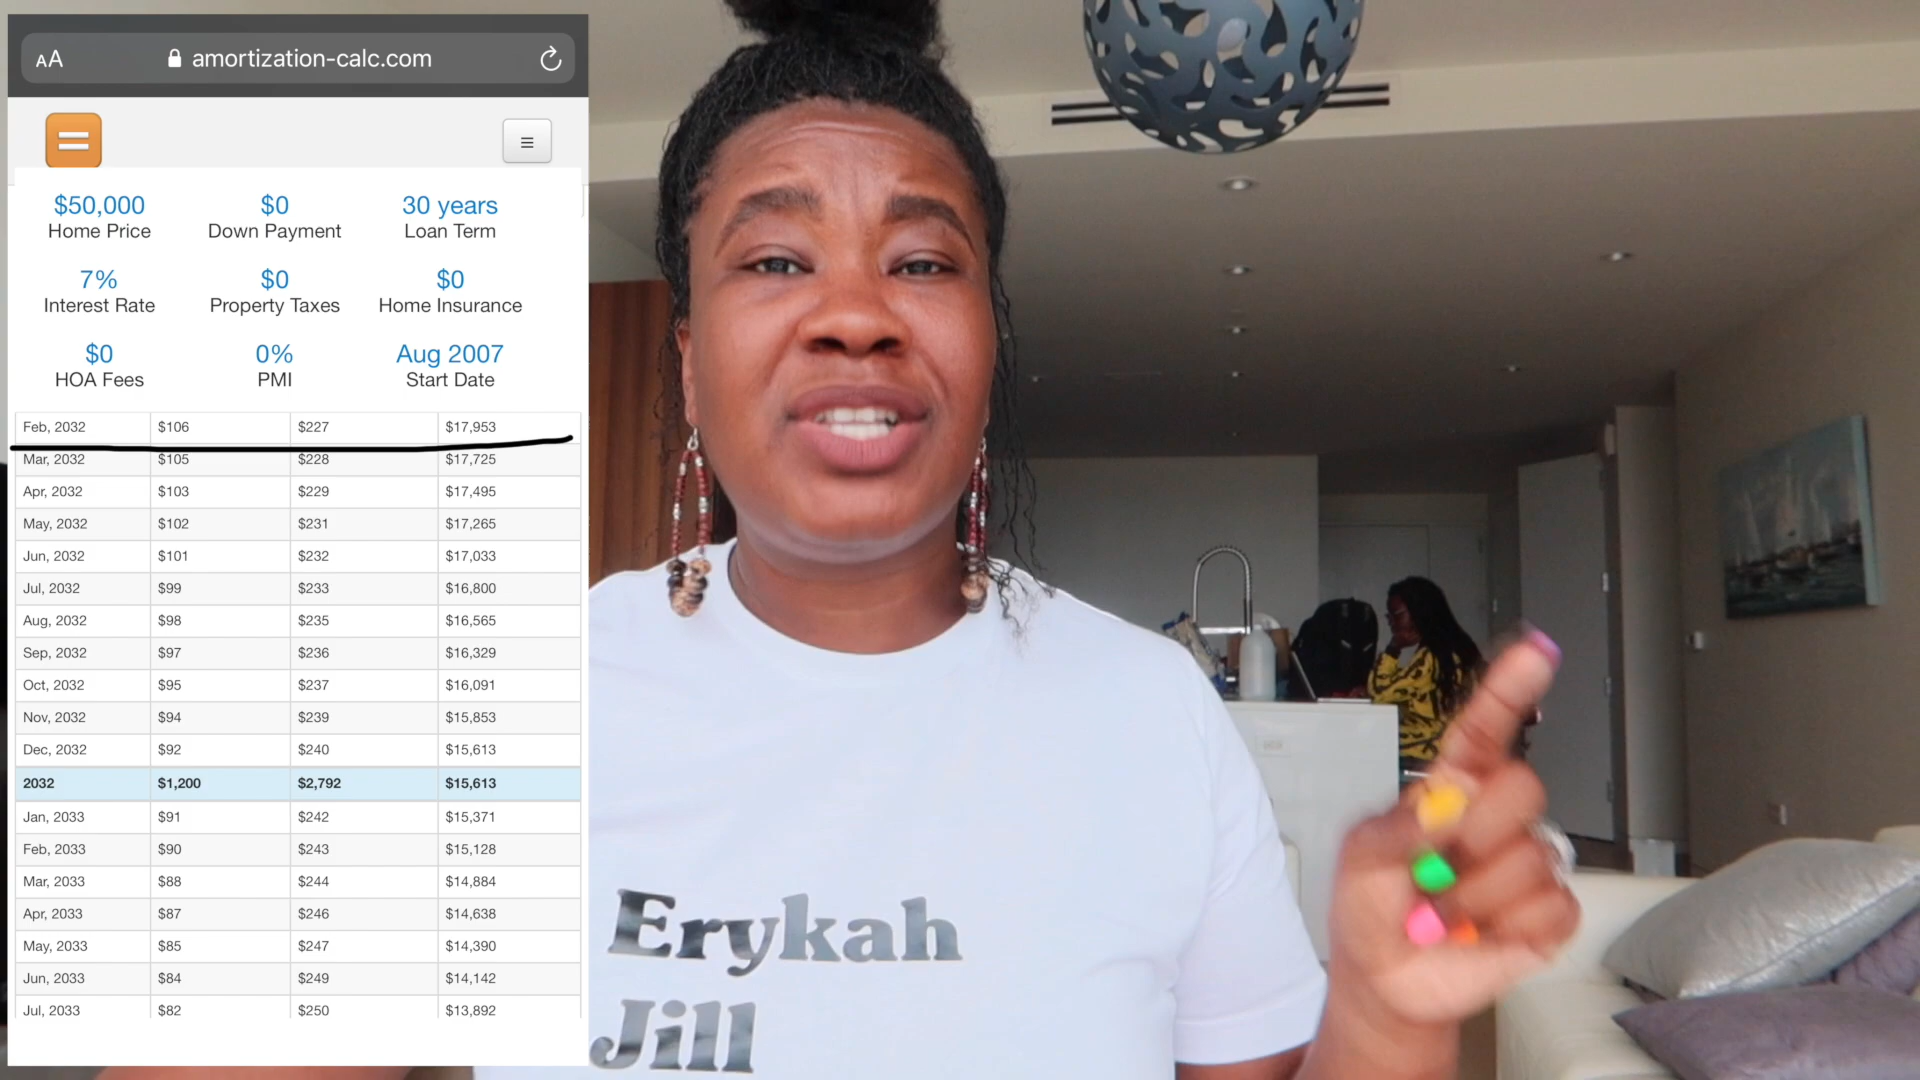 AA amortization-calc.com
$50,000 $0 30 years
Home Price Down Payment Loan Term
7% $0 $0
Interest Rate Property Taxes Home Insurance
$0 0% Aug 2007
HOA Fees PMI Start Date
Feb, 2032 $106 $227 $17,953
Mar, 2032 $105 $228 $17,725
Apr, 2032 $103 $229 $17,495
May, 2032 $102 $231 $17,265
Jun, 2032 $101 $232 $17,033
Jul, 2032 $99 $233 $16,800
Aug, 2032 $98 $235 $16,565
Sep, 2032 $97 $236 $16,329
Oct, 2032 $95 $237 $16,091
Nov, 2032 $94 $239 $15,853
Dec, 2032 $92 $240 $15,613
2032 $1,200 $2,792 $15,613
Jan, 2033 $91 $242 $15,371
Feb, 2033 $90 $243 $15,128
Mar, 2033 $88 $244 $14,884
Apr, 2033 $87 $246 $14,638
May, 2033 $85 $247 $14,390
Jun, 2033 $84 $249 $14,142
Jul, 2033 $82 $250 $13,892
Erykah
Jill